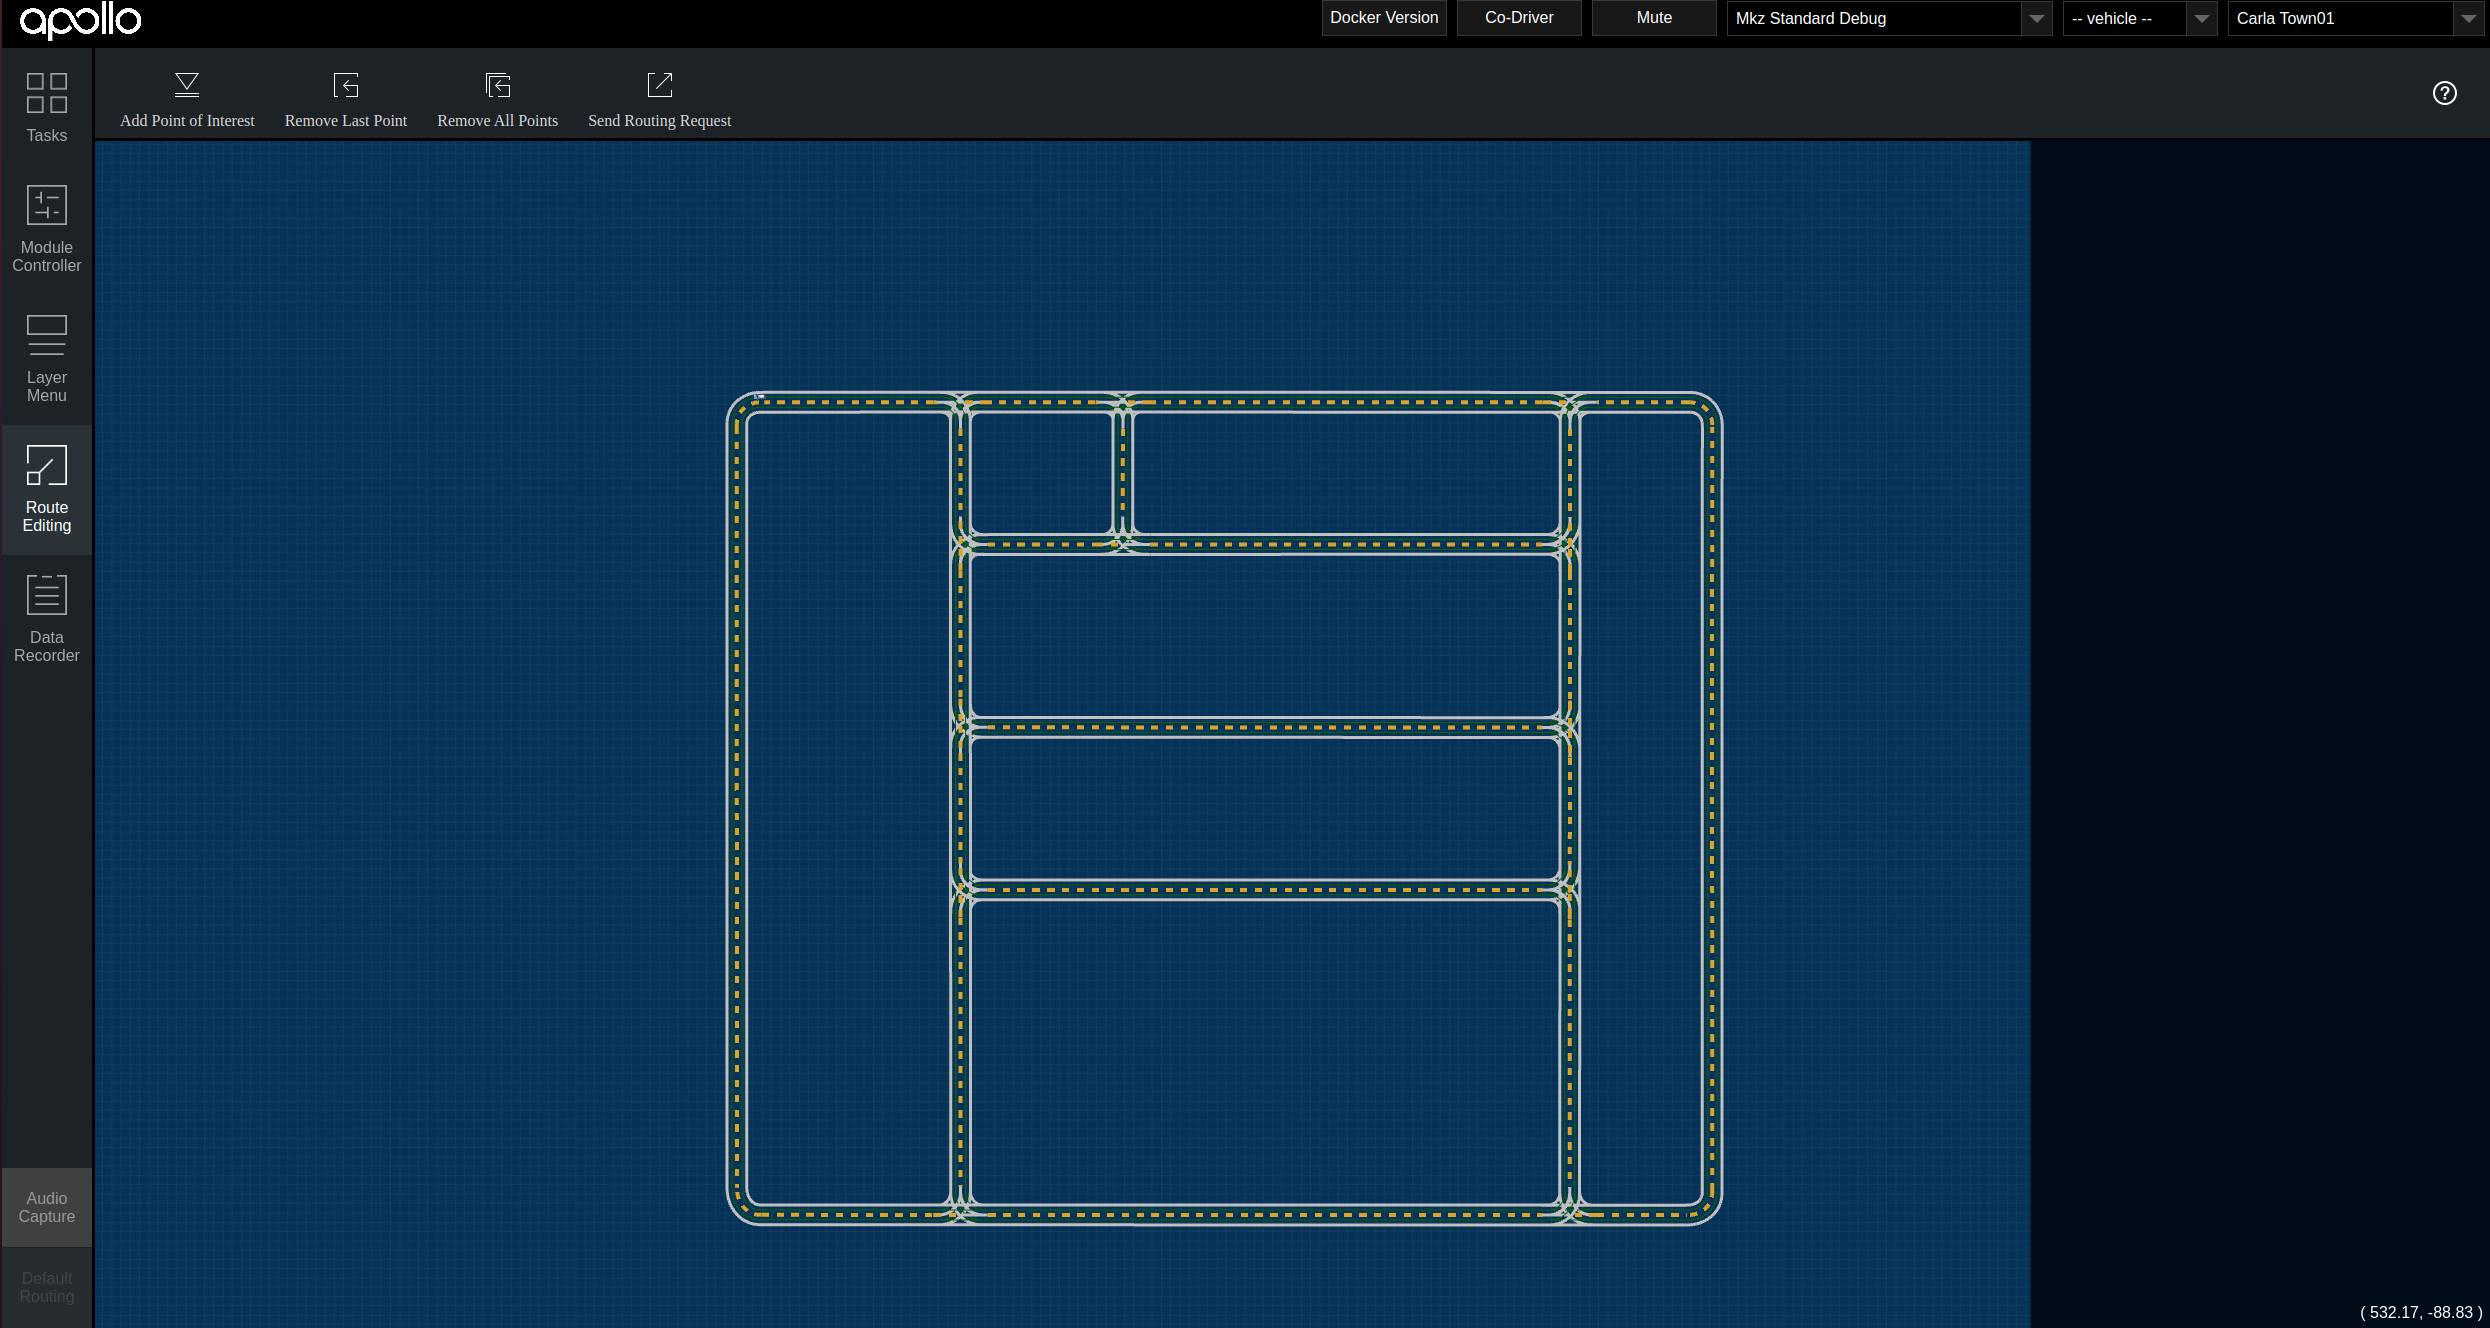 apollo
Docker Version
Co-Driver
Mute
Mkz Standard Debug
-- vehicle --
Carla Town01
Add Point of Interest
Remove Last Point
Remove All Points
Send Routing Request
?
Tasks
Module
Controller
Layer
Menu
Route
Editing
Data
Recorder
Audio
Capture
Default
Routing
( 532.17, -88.83 )